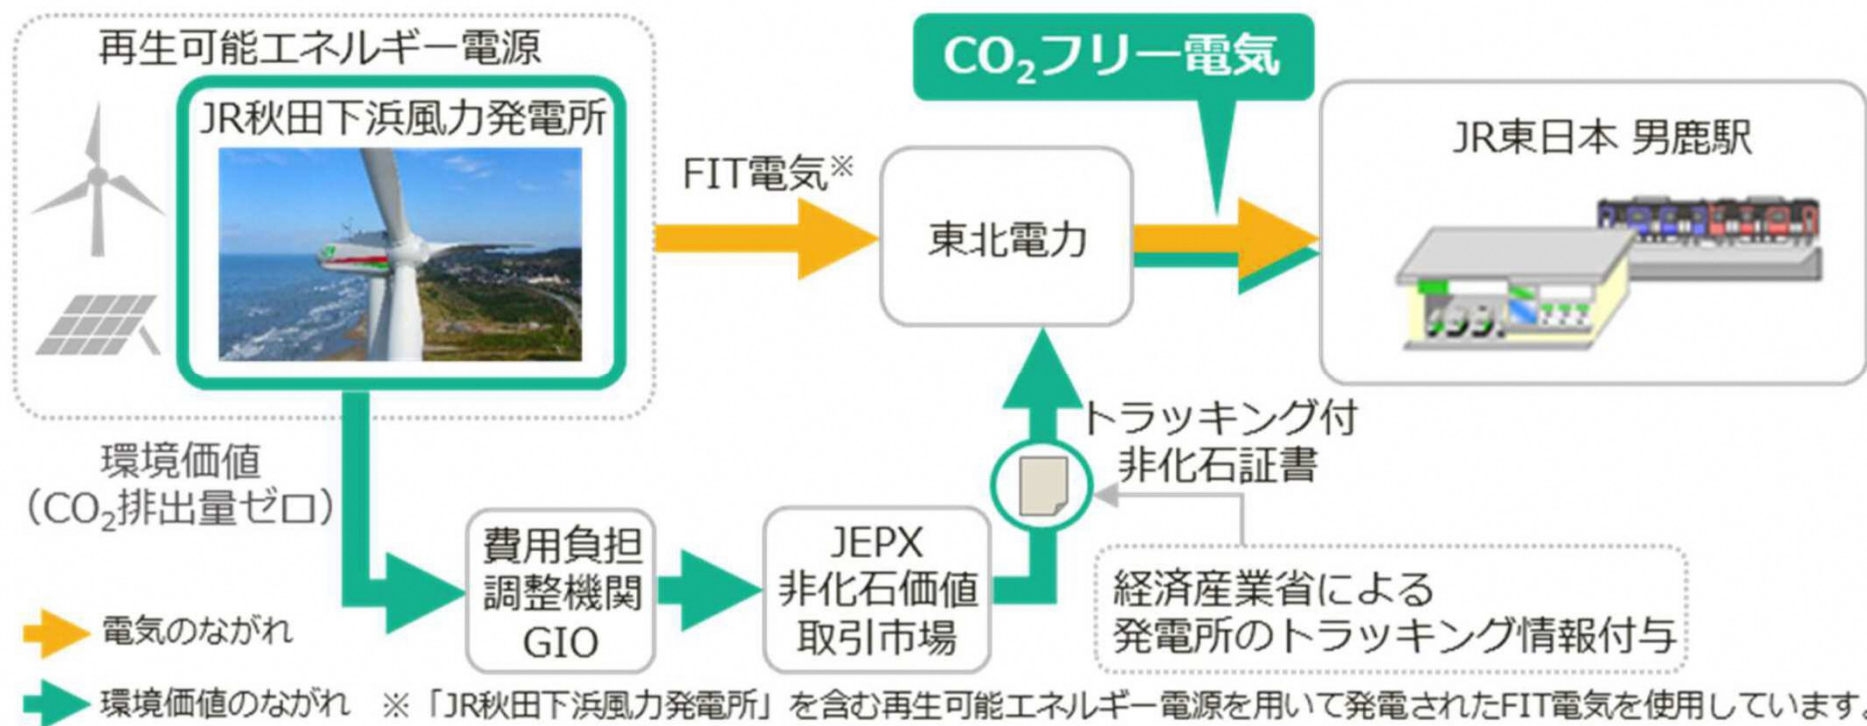 再生可能エネルギー電源
JR秋田下浜風力発電所
FIT電気※
CO₂フリー電気
東北電力
JR東日本 男鹿駅
環境価値
（CO₂排出量ゼロ）
費用負担
調整機関
GIO
JEPX
非化石価値
取引市場
トラッキング付
非化石証書
経済産業省による
発電所のトラッキング情報付与
電気のながれ
環境価値のながれ
※「JR秋田下浜風力発電所」を含む再生可能エネルギー電源を用いて発電されたFIT電気を使用しています。